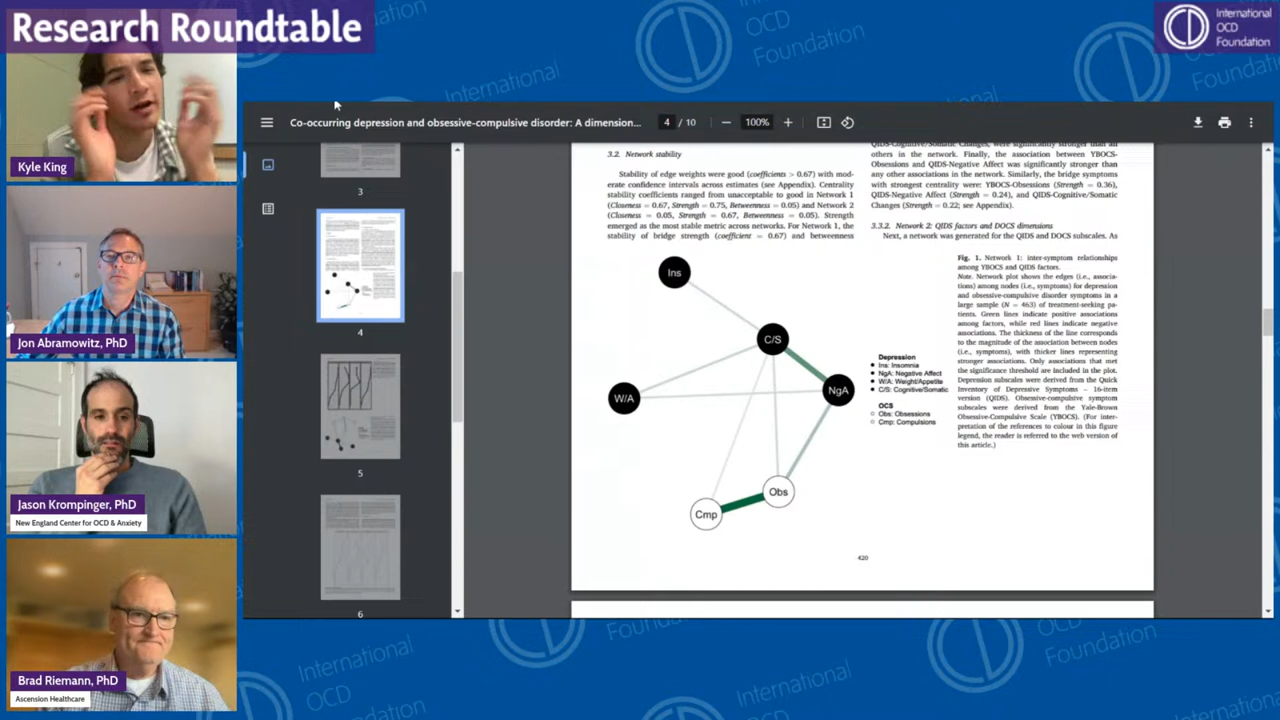 Research Roundtable
International
OCD
Foundation
Kyle King
Jon Abramowitz, PhD
Jason Krompinger, PhD
New England Center for OCD & Anxiety
Brad Riemann, PhD
Ascension Healthcare
Co-occurring depression and obsessive-compulsive disorder: A dimension...
4 / 10
100%
3
4
5
6
3.2. Network stability
Stability of edge weights were good (coefficients > 0.67) with mod-
erate confidence intervals across estimates (see Appendix). Centrality
stability coefficients ranged from unacceptable to good in Network 1
(Closeness = 0.67, Strength = 0.75, Betweenness = 0.05) and Network 2
(Closeness = 0.05, Strength = 0.67, Betweenness = 0.05). Strength
emerged as the most stable metric across networks. For Network 1, the
stability of bridge strength (coefficient = 0.67) and betweenness
QIDS-Cognitive/Somatic Changes, were significantly stronger than all
others in the network. Finally, the association between YBOCS-
Obsessions and QIDS-Negative Affect was significantly stronger than
any other associations in the network. Similarly, the bridge symptoms
with strongest centrality were: YBOCS-Obsessions (Strength = 0.36),
QIDS-Negative Affect (Strength = 0.24), and QIDS-Cognitive/Somatic
Changes (Strength = 0.22; see Appendix).
3.3.2. Network 2: QIDS factors and DOCS dimensions
Next, a network was generated for the QIDS and DOCS subscales. As
Ins
C/S
W/A
NgA
Obs
Cmp
Depression
Ins: Insomnia
NgA: Negative Affect
W/A: Weight/Appetite
C/S: Cognitive/Somatic
OCS
Obs: Obsessions
Cmp: Compulsions
Fig. 1. Network 1: inter-symptom relationships
among YBOCS and QIDS factors.
Note. Network plot shows the edges (i.e., associa-
tions) among nodes (i.e., symptoms) for depression
and obsessive-compulsive disorder symptoms in a
large sample (N = 463) of treatment-seeking pa-
tients. Green lines indicate positive associations
among factors, while red lines indicate negative
associations. The thickness of the line corresponds
to the magnitude of the association between nodes
(i.e., symptoms), with thicker lines representing
stronger associations. Only associations that met
the significance threshold are included in the plot.
Depression subscales were derived from the Quick
Inventory of Depressive Symptoms – 16-item
version (QIDS). Obsessive-compulsive symptom
subscales were derived from the Yale-Brown
Obsessive-Compulsive Scale (YBOCS). (For inter-
pretation of the references to colour in this figure
legend, the reader is referred to the web version of
this article.)
420